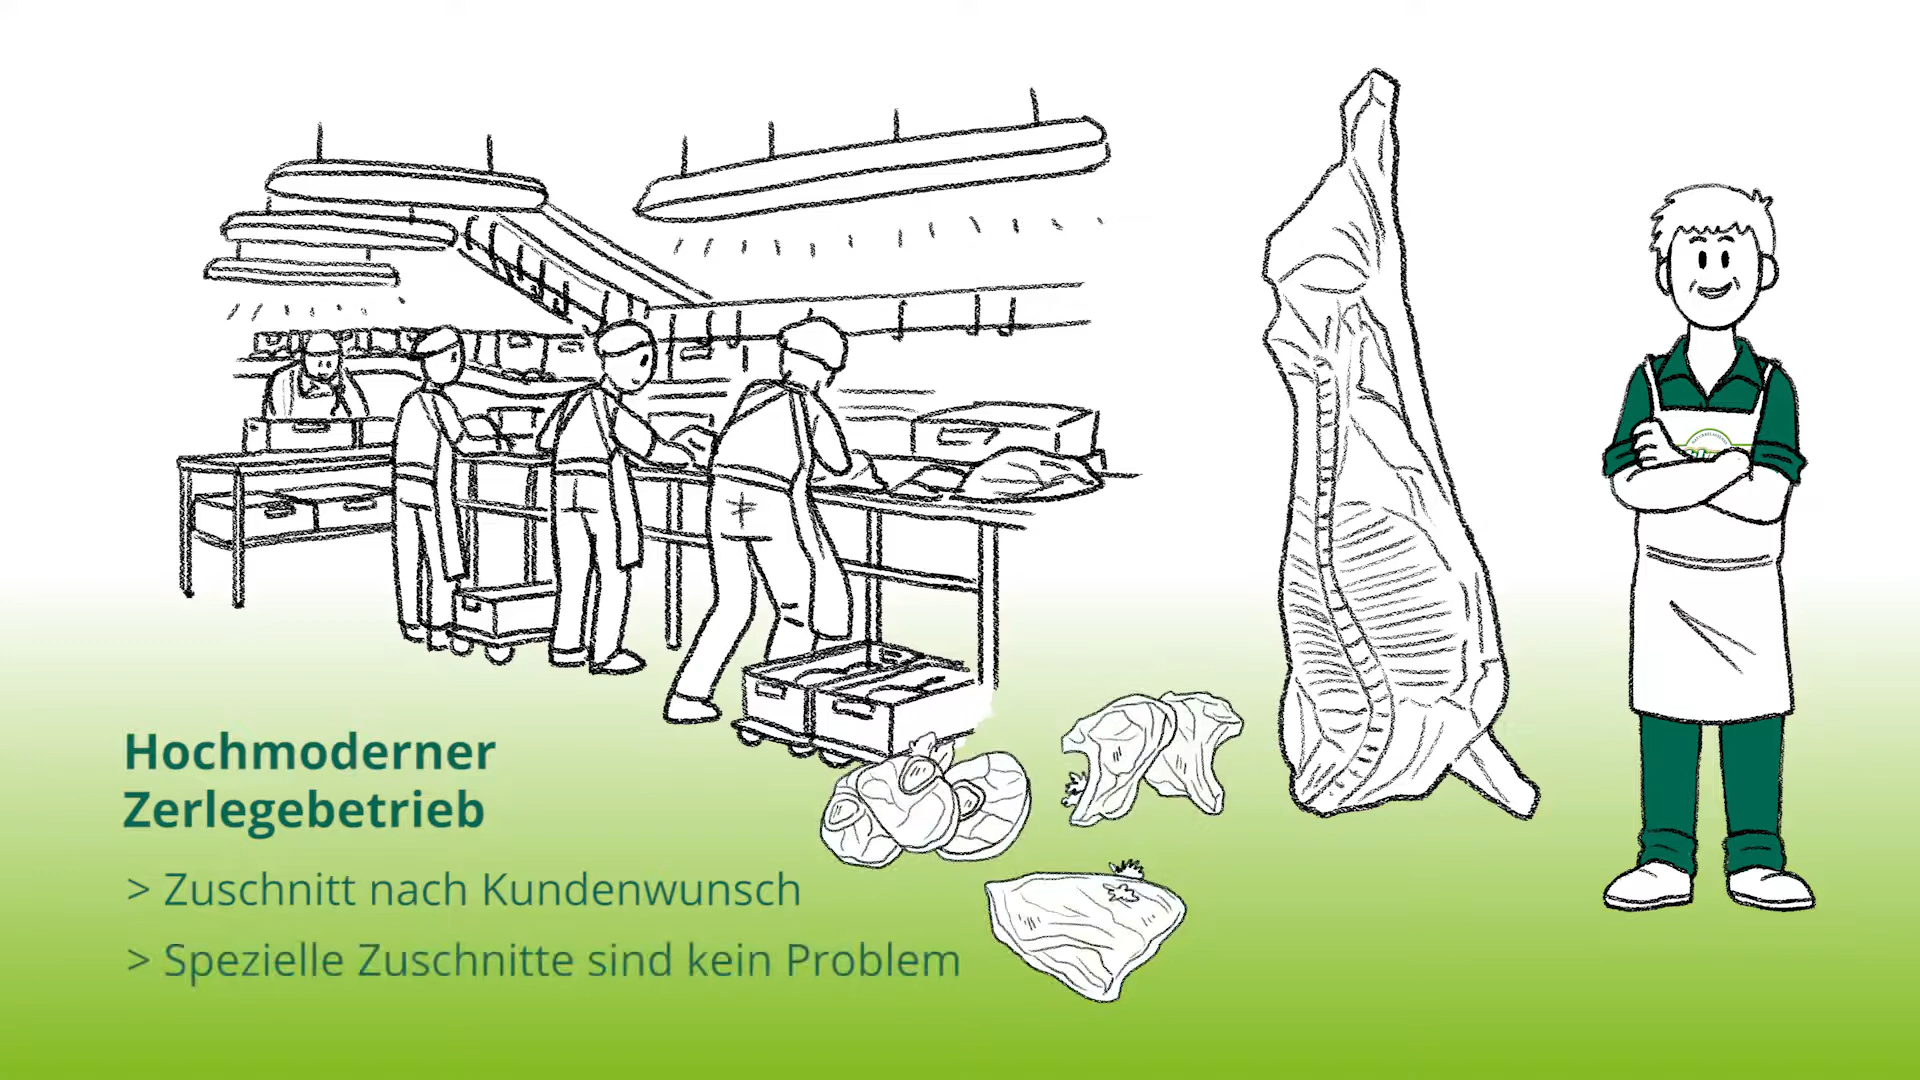 Hochmoderner
Zerlegebetrieb
> Zuschnitt nach Kundenwunsch
> Spezielle Zuschnitte sind kein Problem